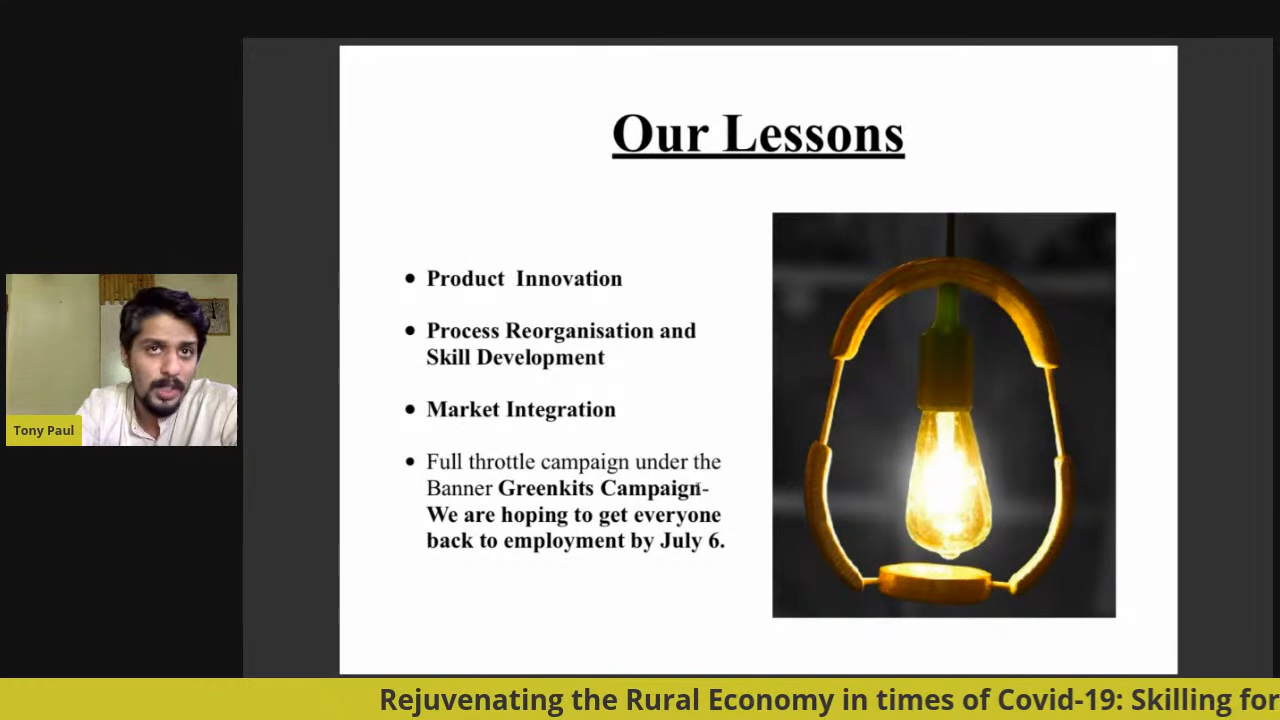 Our Lessons
Product Innovation
Process Reorganisation and
Skill Development
Market Integration
Full throttle campaign under the
Banner Greenkits Campaign-
We are hoping to get everyone
back to employment by July 6.
Tony Paul
Rejuvenating the Rural Economy in times of Covid-19: Skilling for